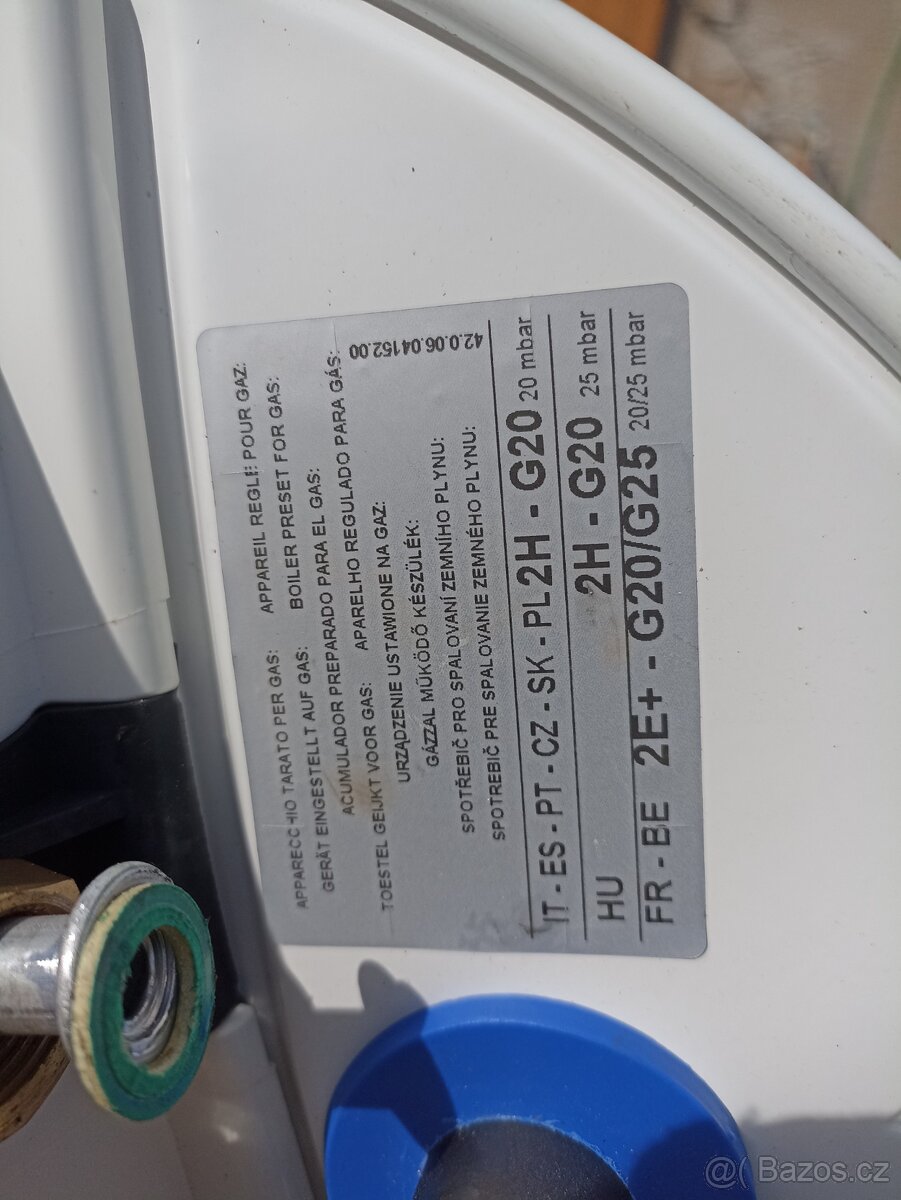 APPARECCHIO TARATO PER GAS: APPAREIL REGLE POUR GAZ:
GERÄT EINGESTELLT AUF GAS: BOILER PRESET FOR GAS:
ACUMULADOR PREPARADO PARA EL GAS:
TOESTEL GEIJKT VOOR GAS: APARELHO REGULADO PARA GÁS:
URZĄDZENIE USTAWIONE NA GAZ:
GÁZZAL MŰKÖDŐ KÉSZÜLÉK:
SPOTŘEBIČ PRO SPALOVANÍ ZEMNÍHO PLYNU:
SPOTREBIČ PRE SPALOVANIE ZEMNÉHO PLYNU:
42.0.06.04152.00
IT - ES - PT - CZ - SK - PL 2H - G20 20 mbar
HU 2H - G20 25 mbar
FR - BE 2E+ - G20/G25 20/25 mbar
@( Bazos.cz